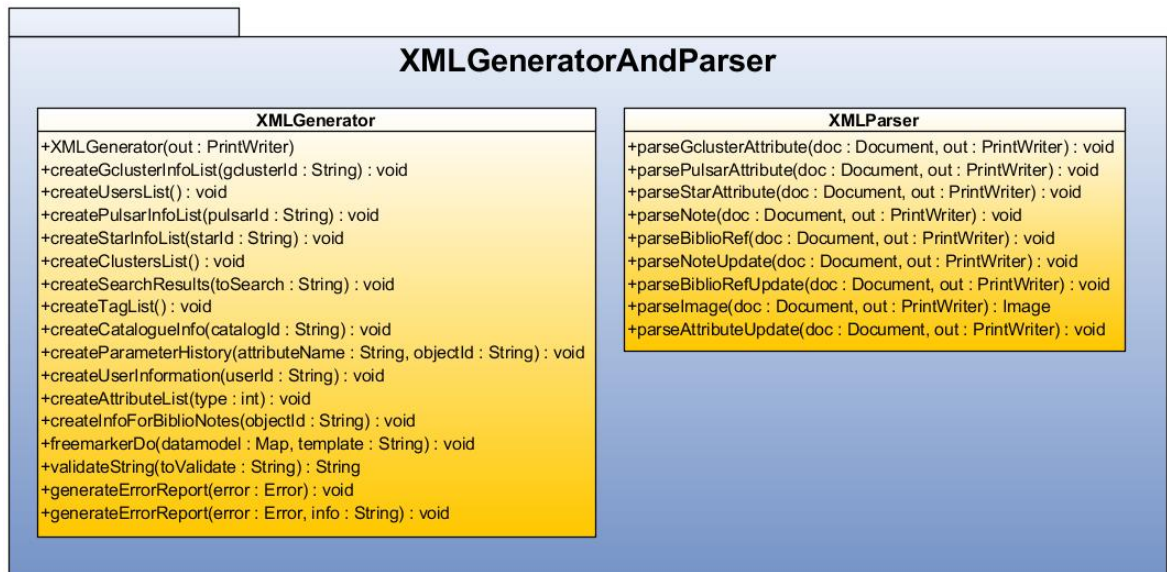 XMLGeneratorAndParser
XMLGenerator
+XMLGenerator(out : PrintWriter)
+createGclusterInfoList(gclusterId : String) : void
+createUsersList() : void
+createPulsarInfoList(pulsarId : String) : void
+createStarInfoList(starId : String) : void
+createClustersList() : void
+createSearchResults(toSearch : String) : void
+createTagList() : void
+createCatalogueInfo(catalogId : String) : void
+createParameterHistory(attributeName : String, objectId : String) : void
+createUserInformation(userId : String) : void
+createAttributeList(type : int) : void
+createInfoForBiblioNotes(objectId : String) : void
+freemarkerDo(datamodel : Map, template : String) : void
+validateString(toValidate : String) : String
+generateErrorReport(error : Error) : void
+generateErrorReport(error : Error, info : String) : void
XMLParser
+parseGclusterAttribute(doc : Document, out : PrintWriter) : void
+parsePulsarAttribute(doc : Document, out : PrintWriter) : void
+parseStarAttribute(doc : Document, out : PrintWriter) : void
+parseNote(doc : Document, out : PrintWriter) : void
+parseBiblioRef(doc : Document, out : PrintWriter) : void
+parseNoteUpdate(doc : Document, out : PrintWriter) : void
+parseBiblioRefUpdate(doc : Document, out : PrintWriter) : void
+parseImage(doc : Document, out : PrintWriter) : Image
+parseAttributeUpdate(doc : Document, out : PrintWriter) : void